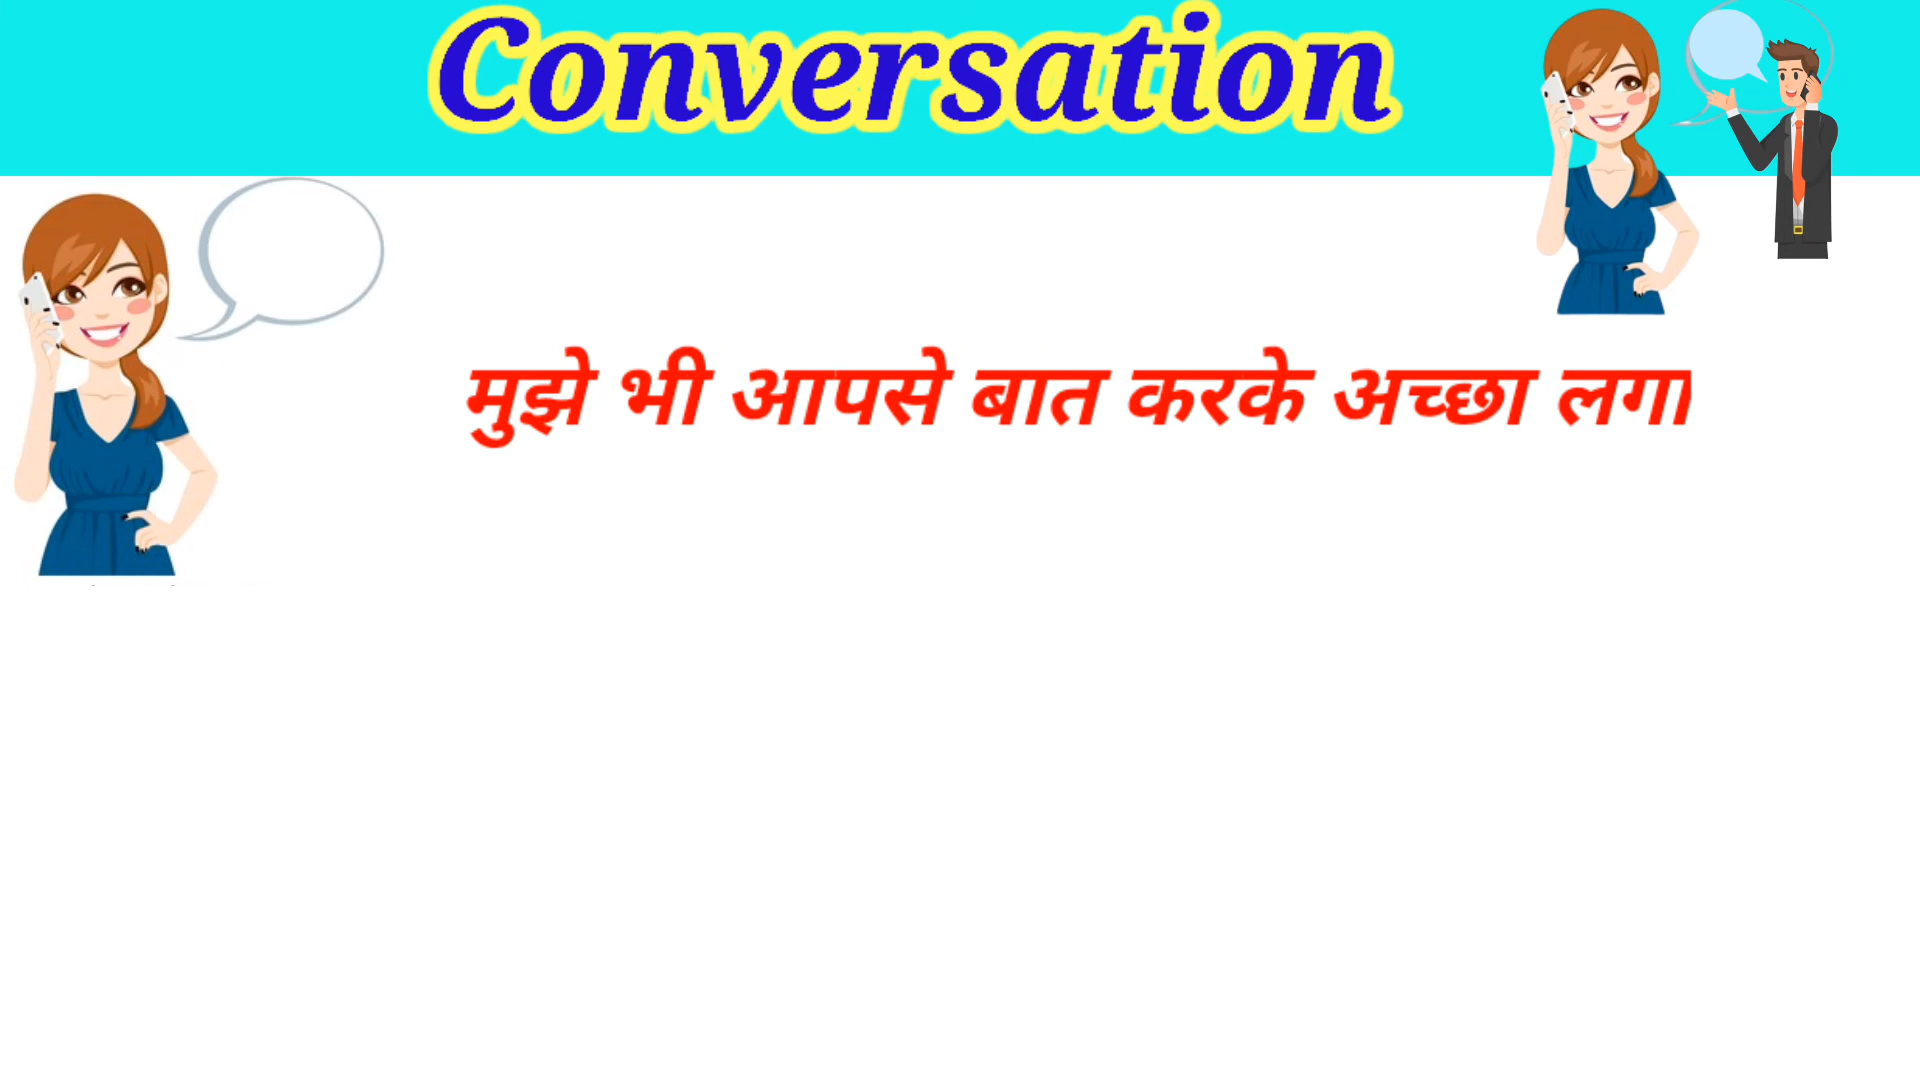 Conversation
मुझे भी आपसे बात करके अच्छा लगा